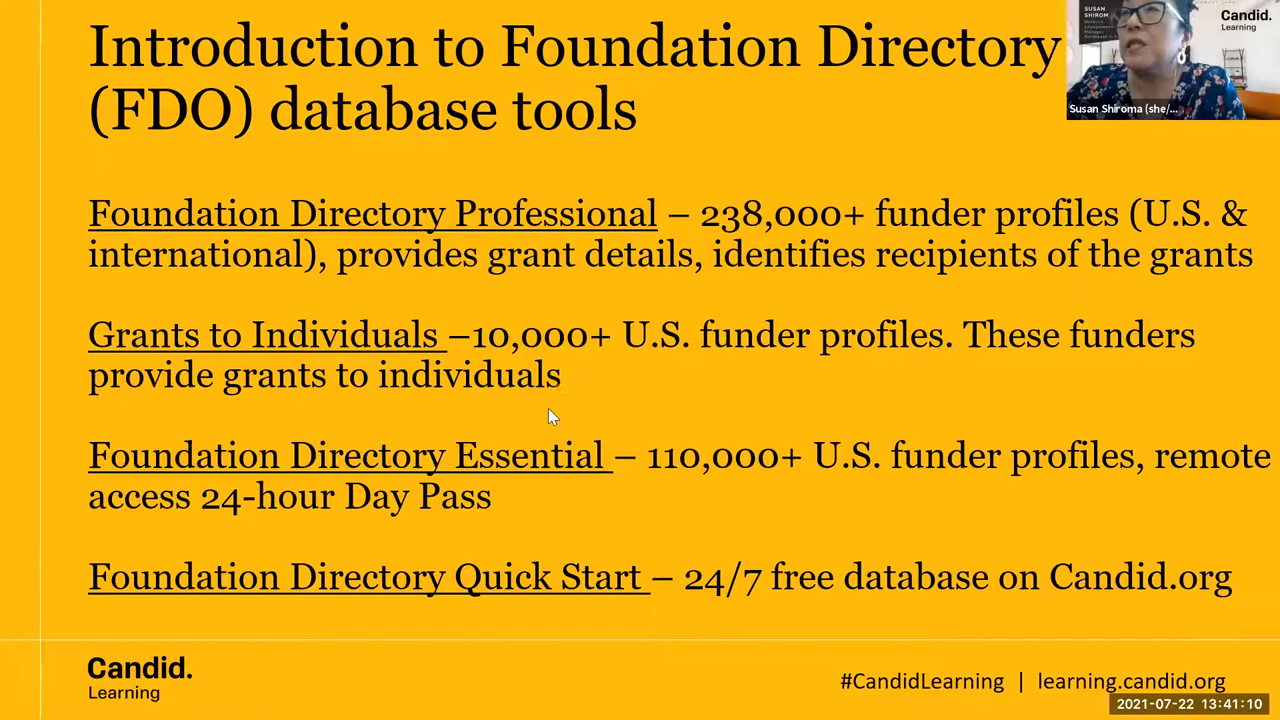 Introduction to Foundation Directory
(FDO) database tools
SUSAN
SHIROM
Candid.
Learning
Susan Shiroma (she/...
Foundation Directory Professional – 238,000+ funder profiles (U.S. &
international), provides grant details, identifies recipients of the grants
Grants to Individuals –10,000+ U.S. funder profiles. These funders
provide grants to individuals
Foundation Directory Essential – 110,000+ U.S. funder profiles, remote
access 24-hour Day Pass
Foundation Directory Quick Start – 24/7 free database on Candid.org
Candid.
Learning
#CandidLearning | learning.candid.org
2021-07-22 13:41:10